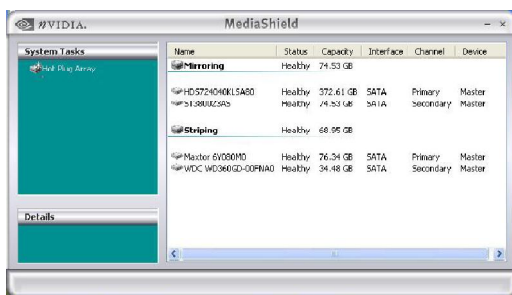 NVIDIA. MediaShield
System Tasks
Hot Plug Array
Details
Name Status Capacity Interface Channel Device
Mirroring Healthy 74.53 GB
HDS724040KLSA80 Healthy 372.61 GB SATA Primary Master
ST380023AS Healthy 74.53 GB SATA Secondary Master
Striping Healthy 68.95 GB
Maxtor 6V080M0 Healthy 76.34 GB SATA Primary Master
WDC WD360GD-00FNA0 Healthy 34.48 GB SATA Secondary Master